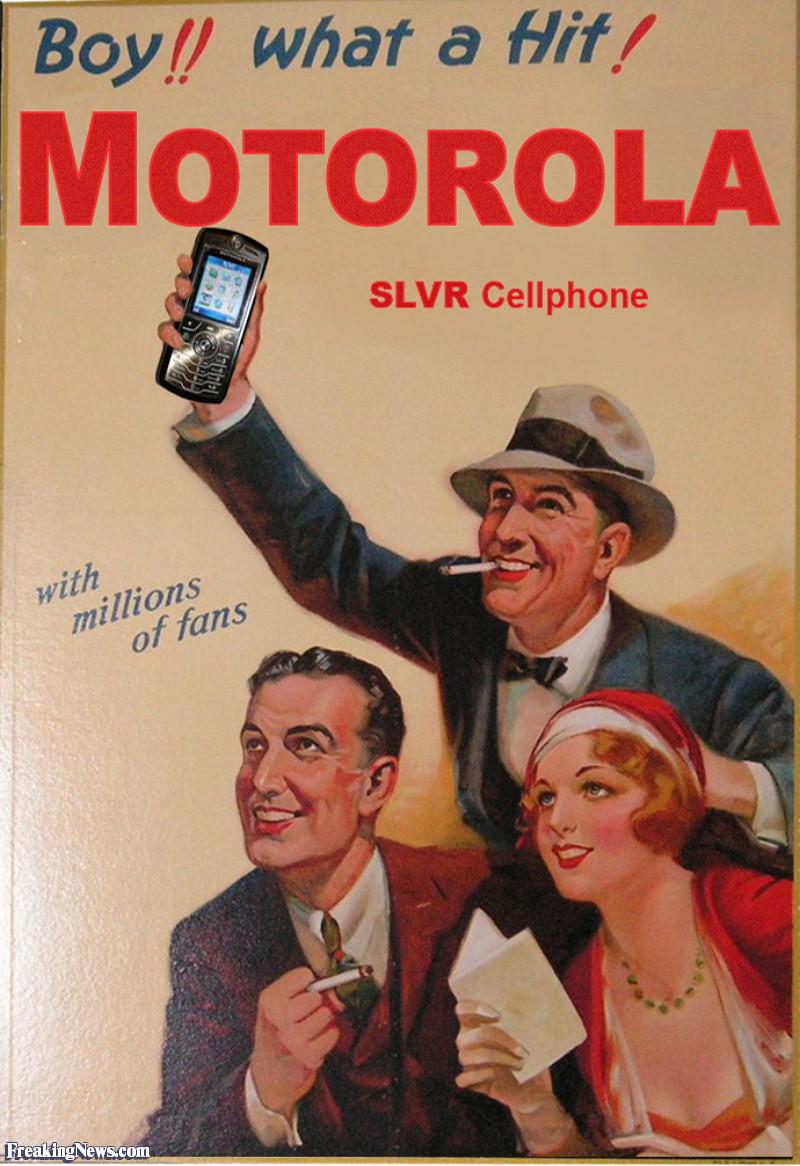 Boy!! what a Hit!
MOTOROLA
SLVR Cellphone
with
millions
of fans
FreakingNews.com